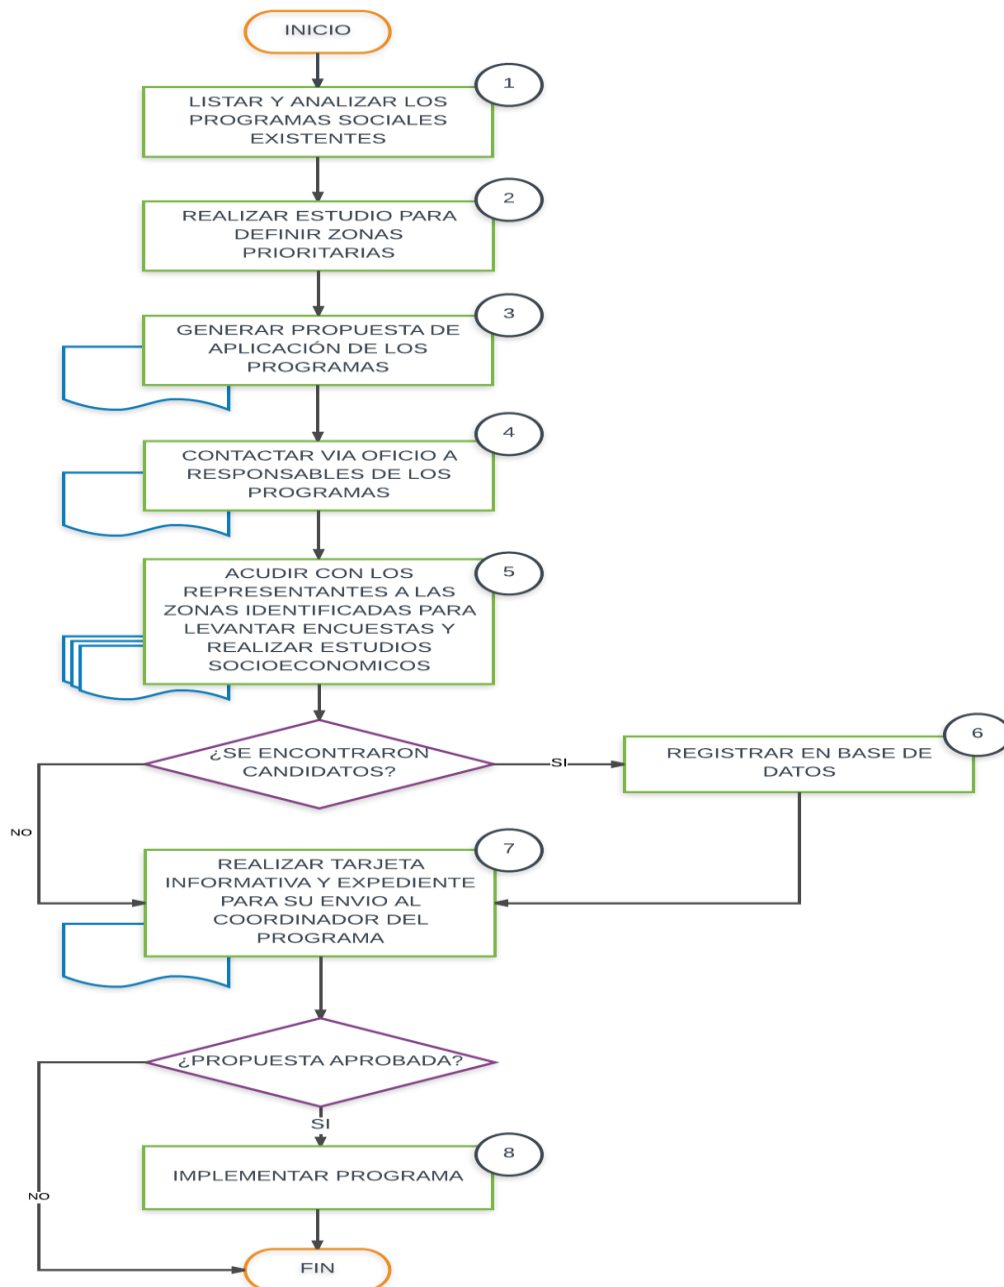 INICIO
1
LISTAR Y ANALIZAR LOS
PROGRAMAS SOCIALES
EXISTENTES
2
REALIZAR ESTUDIO PARA
DEFINIR ZONAS
PRIORITARIAS
3
GENERAR PROPUESTA DE
APLICACIÓN DE LOS
PROGRAMAS
4
CONTACTAR VIA OFICIO A
RESPONSABLES DE LOS
PROGRAMAS
5
ACUDIR CON LOS
REPRESENTANTES A LAS
ZONAS IDENTIFICADAS PARA
LEVANTAR ENCUESTAS Y
REALIZAR ESTUDIOS
SOCIOECONOMICOS
¿SE ENCONTRARON
CANDIDATOS?
SI
6
REGISTRAR EN BASE DE
DATOS
NO
7
REALIZAR TARJETA
INFORMATIVA Y EXPEDIENTE
PARA SU ENVIO AL
COORDINADOR DEL
PROGRAMA
¿PROPUESTA APROBADA?
SI
8
IMPLEMENTAR PROGRAMA
NO
FIN